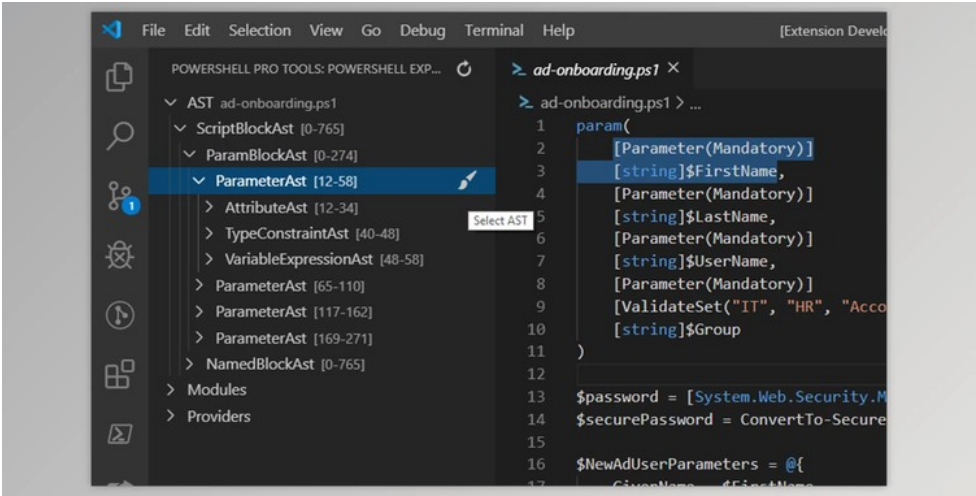 File Edit Selection View Go Debug Terminal Help [Extension Develo
POWERSHELL PRO TOOLS: POWERSHELL EXP...
AST ad-onboarding.ps1
ScriptBlockAst [0-765]
ParamBlockAst [0-274]
ParameterAst [12-58]
AttributeAst [12-34]
TypeConstraintAst [40-48]
VariableExpressionAst [48-58]
ParameterAst [65-110]
ParameterAst [117-162]
ParameterAst [169-271]
NamedBlockAst [0-765]
Modules
Providers
1
Select AST
ad-onboarding.ps1
ad-onboarding.ps1 > ...
1 param(
2 [Parameter(Mandatory)]
3 [string]$FirstName,
4 [Parameter(Mandatory)]
5 [string]$LastName,
6 [Parameter(Mandatory)]
7 [string]$UserName,
8 [Parameter(Mandatory)]
9 [ValidateSet("IT", "HR", "Acco
10 [string]$Group
11 )
12
13 $password = [System.Web.Security.M
14 $securePassword = ConvertTo-Secure
15
16 $NewAdUserParameters = @{
17 GivenName = $FirstName